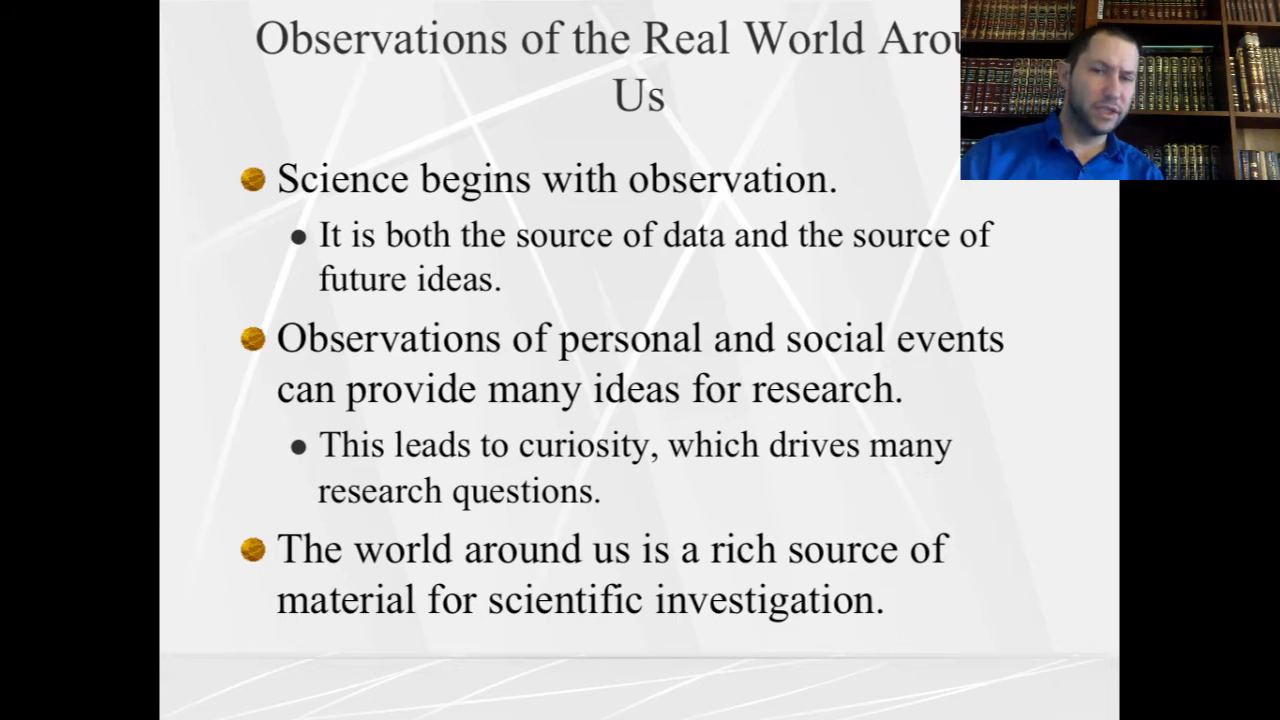 Observations of the Real World Arou
Us
Science begins with observation.
It is both the source of data and the source of
future ideas.
Observations of personal and social events
can provide many ideas for research.
This leads to curiosity, which drives many
research questions.
The world around us is a rich source of
material for scientific investigation.